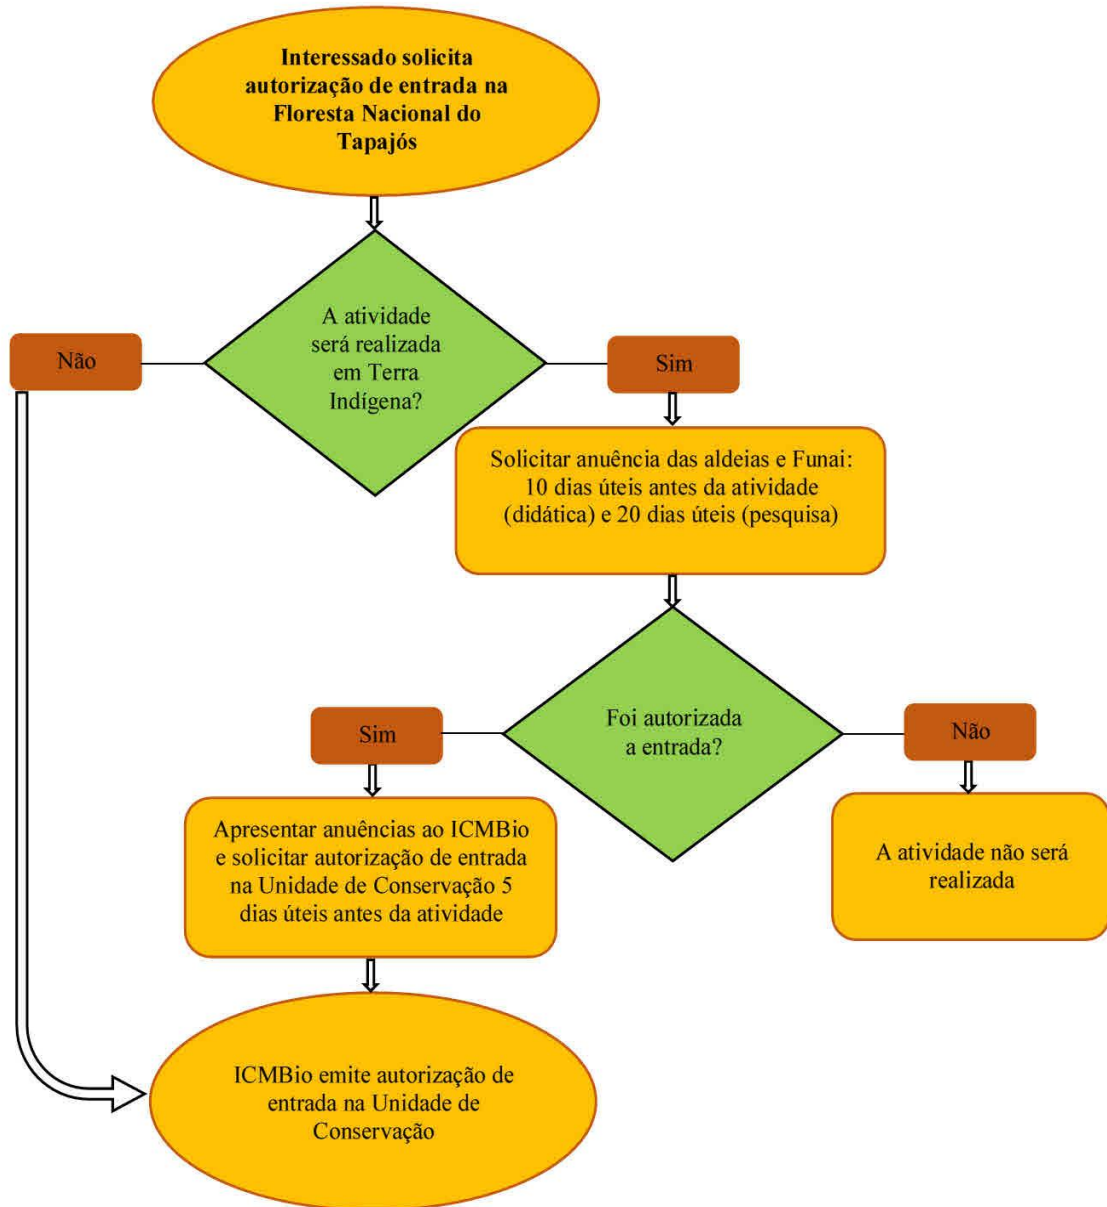 Interessado solicita
autorização de entrada na
Floresta Nacional do
Tapajós
A atividade
será realizada
em Terra
Indígena?
Não
Sim
Solicitar anuência das aldeias e Funai:
10 dias úteis antes da atividade
(didática) e 20 dias úteis (pesquisa)
Foi autorizada
a entrada?
Sim
Não
Apresentar anuências ao ICMBio
e solicitar autorização de entrada
na Unidade de Conservação 5
dias úteis antes da atividade
A atividade não será
realizada
ICMBio emite autorização de
entrada na Unidade de
Conservação